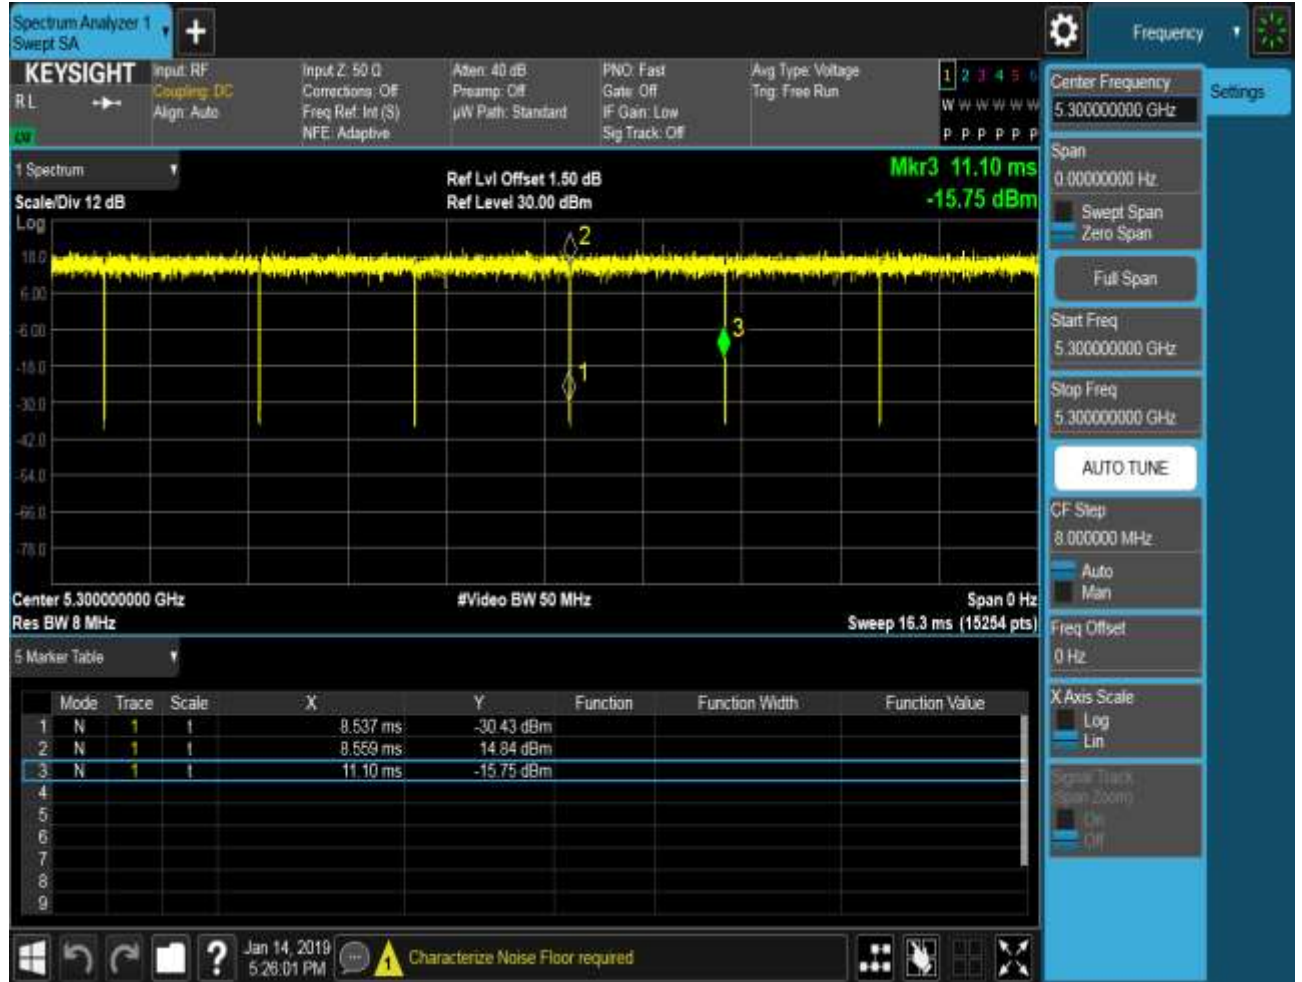 Spectrum Analyzer 1
Swept SA
Frequency
KEYSIGHT
R L
Input: RF
Coupling: DC
Align: Auto
Input Z: 50 Ω
Corrections: Off
Freq Ref: Int (S)
NFE: Adaptive
Atten: 40 dB
Preamp: Off
µW Path: Standard
PNO: Fast
Gate: Off
IF Gain: Low
Sig Track: Off
Avg Type: Voltage
Trig: Free Run
1 2 3 4 5 6
W W W W W W
P P P P P P
1 Spectrum
Scale/Div 12 dB
Ref Lvl Offset 1.50 dB
Ref Level 30.00 dBm
Mkr3 11.10 ms
-15.75 dBm
Log
18.0
6.00
-6.00
-18.0
-30.0
-42.0
-54.0
-66.0
-78.0
2
3
1
Center 5.300000000 GHz
#Video BW 50 MHz
Span 0 Hz
Res BW 8 MHz
Sweep 16.3 ms (15254 pts)
5 Marker Table
Mode Trace Scale X Y Function Function Width Function Value
1 N 1 t 8.537 ms -30.43 dBm
2 N 1 t 8.559 ms 14.84 dBm
3 N 1 t 11.10 ms -15.75 dBm
4
5
6
7
8
9
Center Frequency
5.300000000 GHz
Settings
Span
0.00000000 Hz
Swept Span
Zero Span
Full Span
Start Freq
5.300000000 GHz
Stop Freq
5.300000000 GHz
AUTO TUNE
CF Step
8.000000 MHz
Auto
Man
Freq Offset
0 Hz
X Axis Scale
Log
Lin
Signal Track
(Span Zoom)
On
Off
?
Jan 14, 2019
5:26:01 PM
1
Characterize Noise Floor required